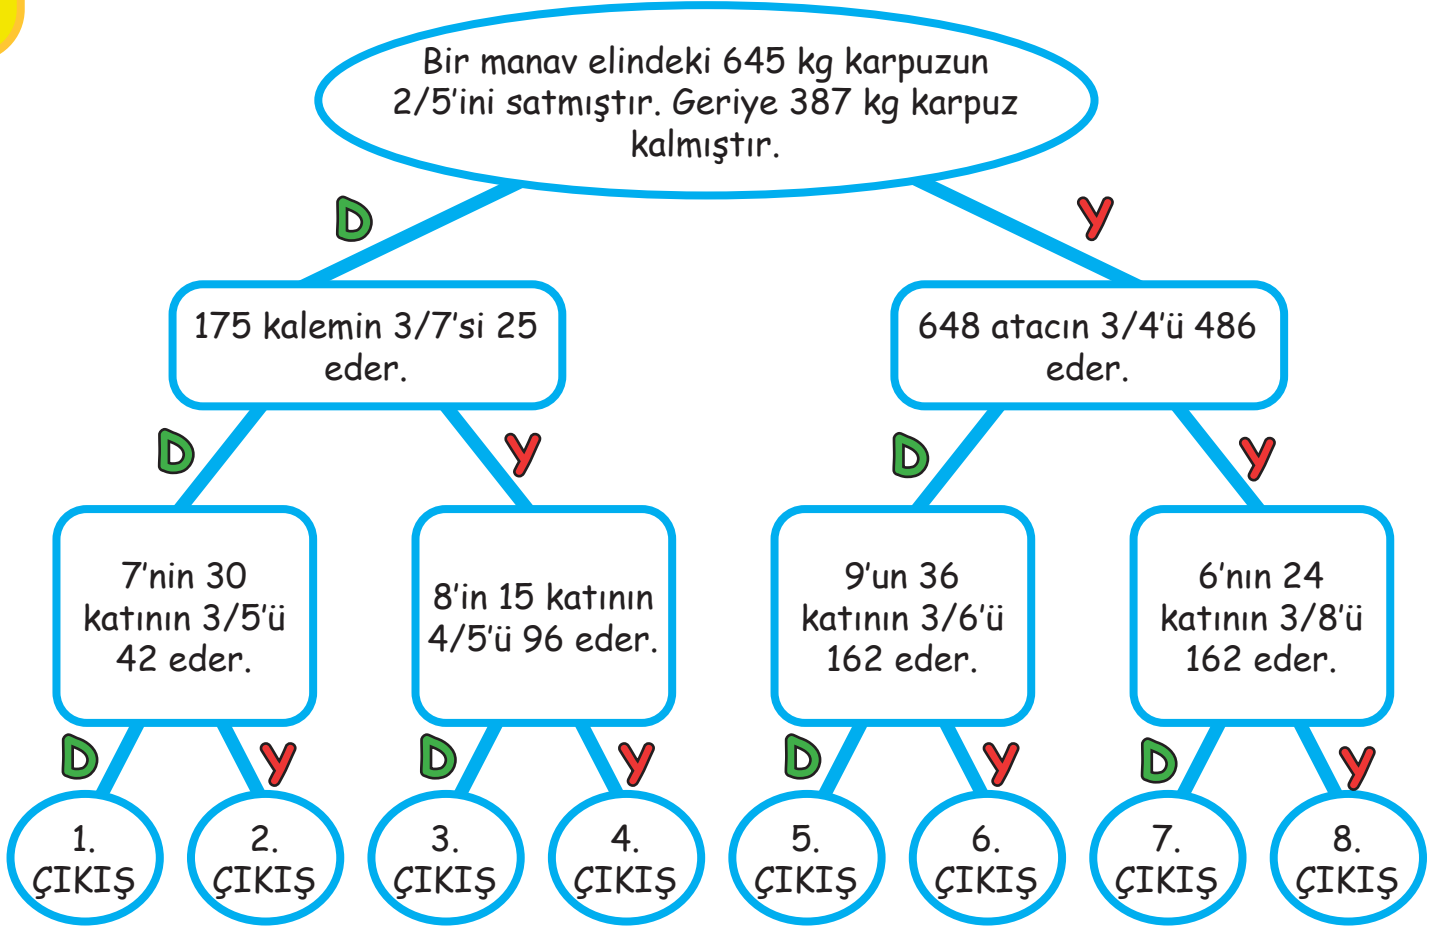 Bir manav elindeki 645 kg karpuzun
2/5'ini satmıştır. Geriye 387 kg karpuz
kalmıştır.
D
Y
175 kalemin 3/7'si 25
eder.
648 atacın 3/4'ü 486
eder.
D
Y
D
Y
7'nin 30
katının 3/5'ü
42 eder.
8'in 15 katının
4/5'ü 96 eder.
9'un 36
katının 3/6'ü
162 eder.
6'nın 24
katının 3/8'ü
162 eder.
D
Y
D
Y
D
Y
D
Y
1.
ÇIKIŞ
2.
ÇIKIŞ
3.
ÇIKIŞ
4.
ÇIKIŞ
5.
ÇIKIŞ
6.
ÇIKIŞ
7.
ÇIKIŞ
8.
ÇIKIŞ